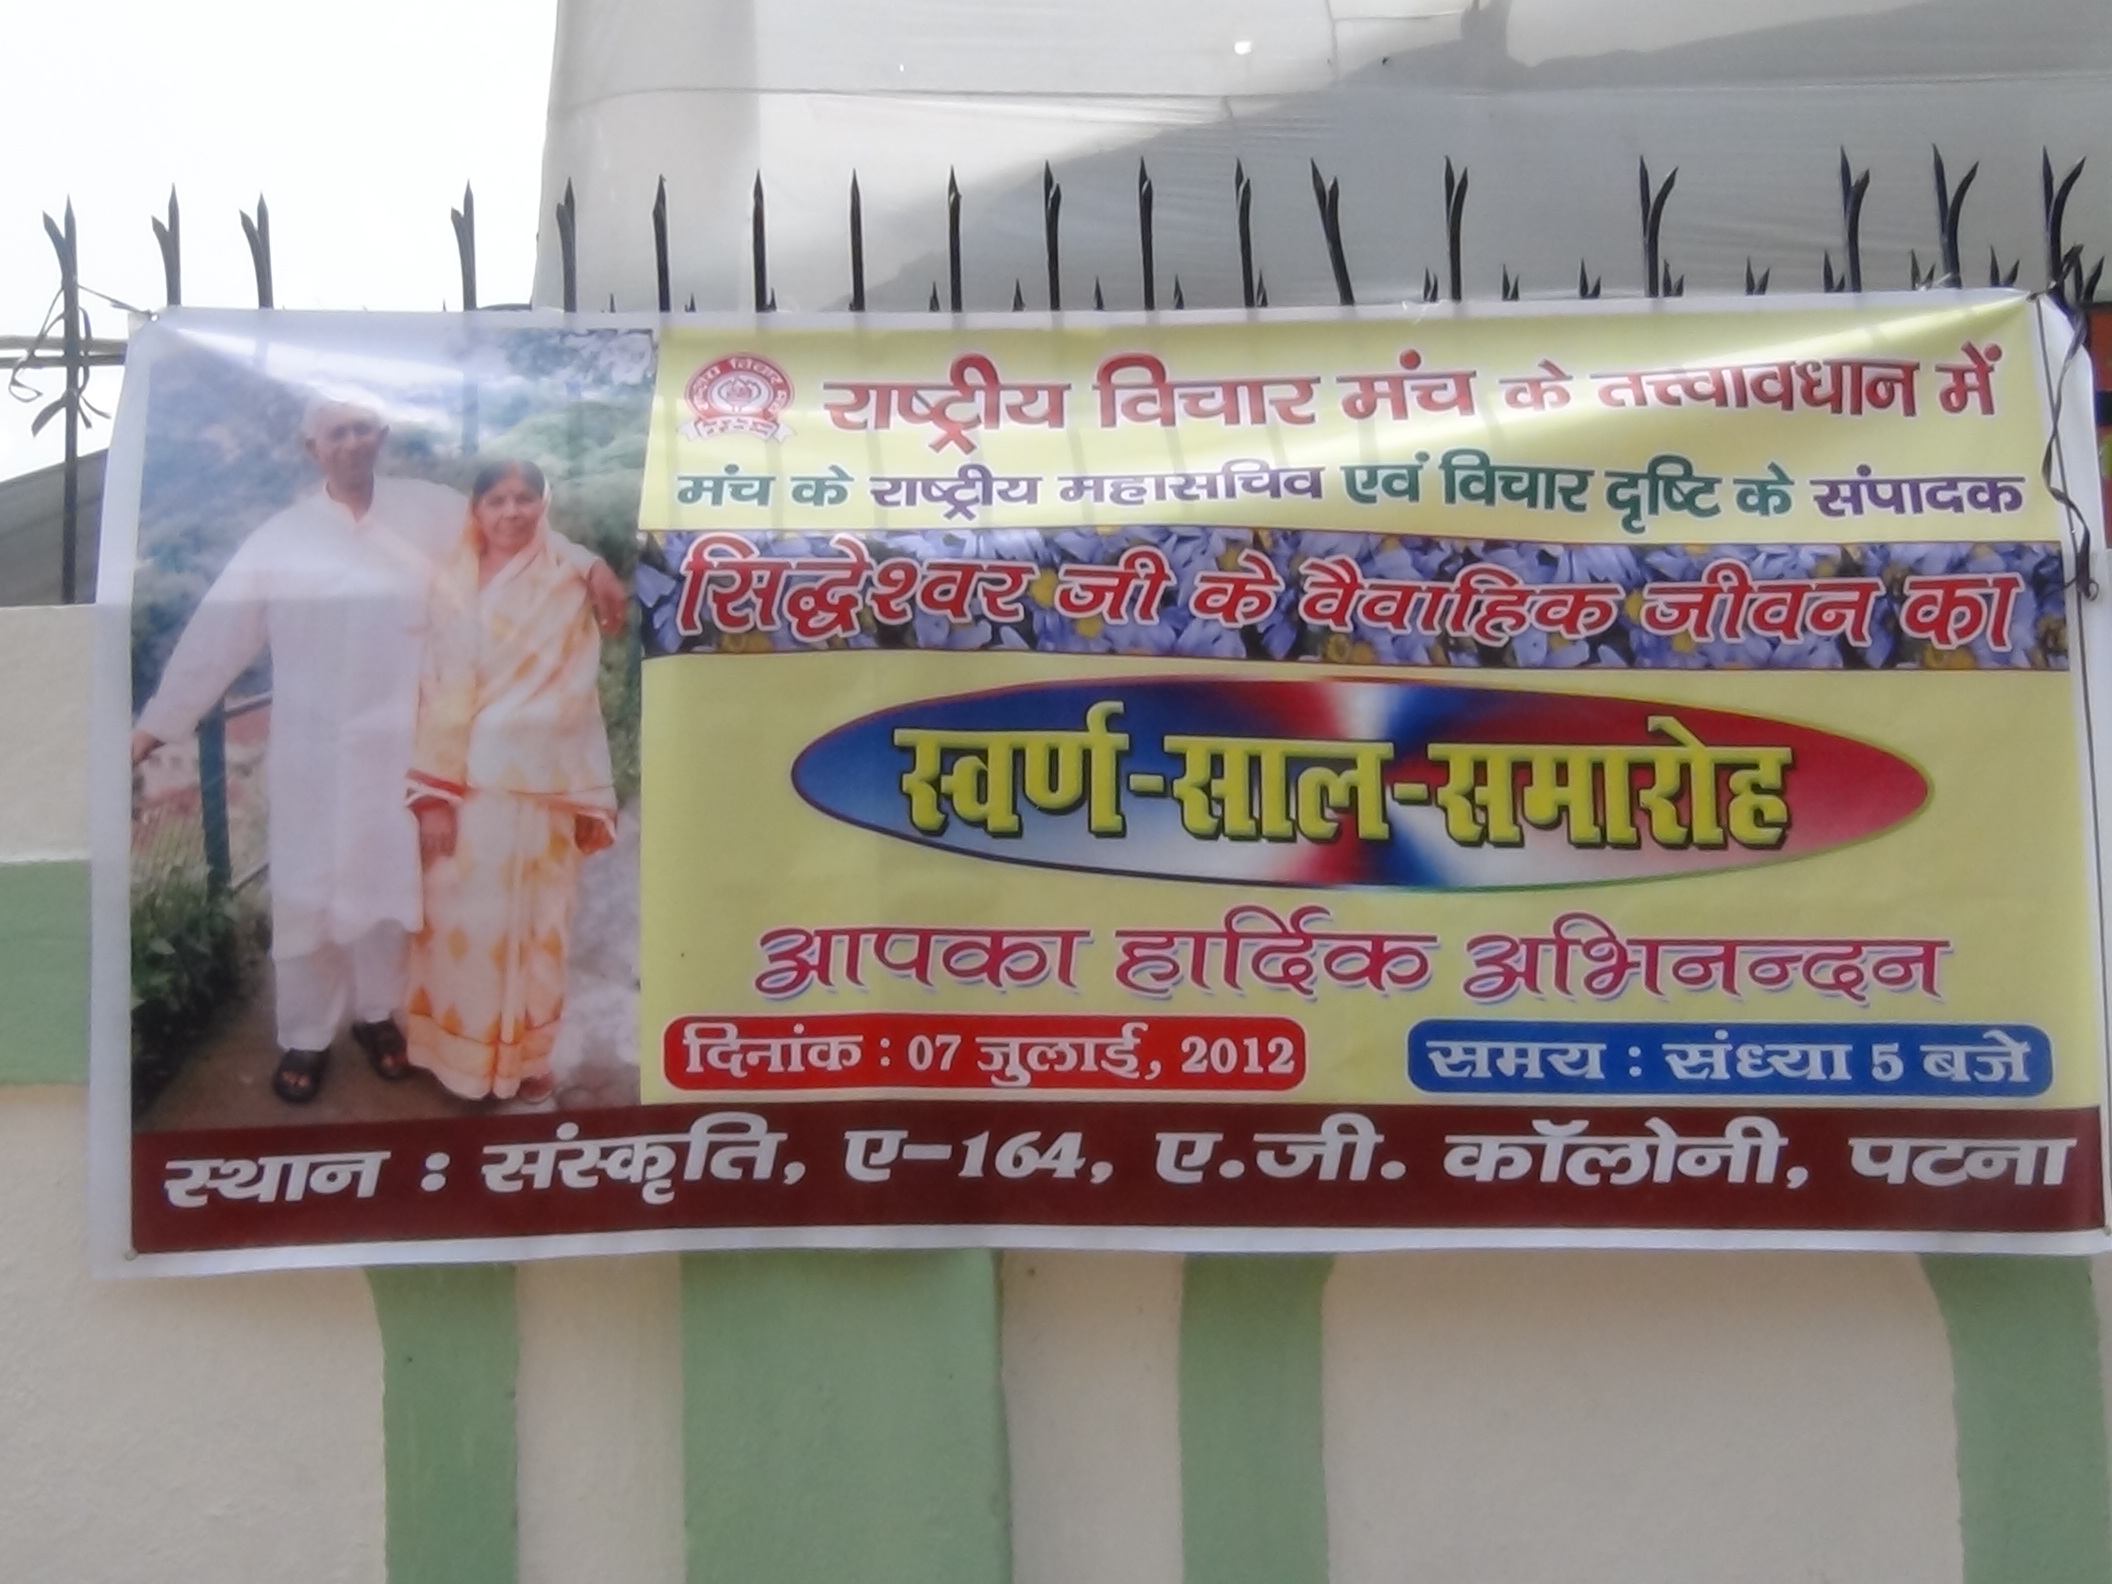 राष्ट्रीय विचार मंच के तत्त्वावधान में
मंच के राष्ट्रीय महासचिव एवं विचार दृष्टि के संपादक
सिद्धेश्वर जी के वैवाहिक जीवन का
स्वर्ण-साल-समारोह
आपका हार्दिक अभिनन्दन
दिनांक : 07 जुलाई, 2012 समय : संध्या 5 बजे
स्थान : संस्कृति, ए-164, ए.जी. कॉलोनी, पटना